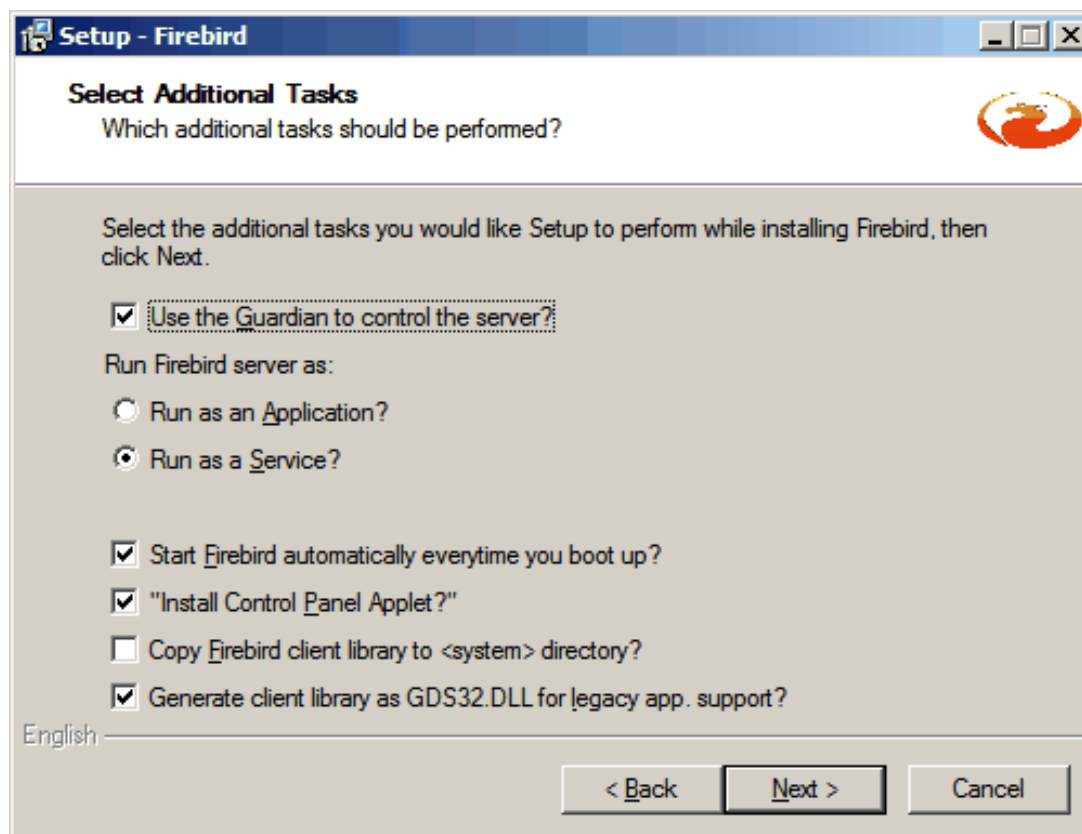 Setup - Firebird
Select Additional Tasks
Which additional tasks should be performed?
Select the additional tasks you would like Setup to perform while installing Firebird, then
click Next.
Use the Guardian to control the server?
Run Firebird server as:
Run as an Application?
Run as a Service?
Start Firebird automatically everytime you boot up?
"Install Control Panel Applet?"
Copy Firebird client library to <system> directory?
Generate client library as GDS32.DLL for legacy app. support?
English
< Back Next > Cancel